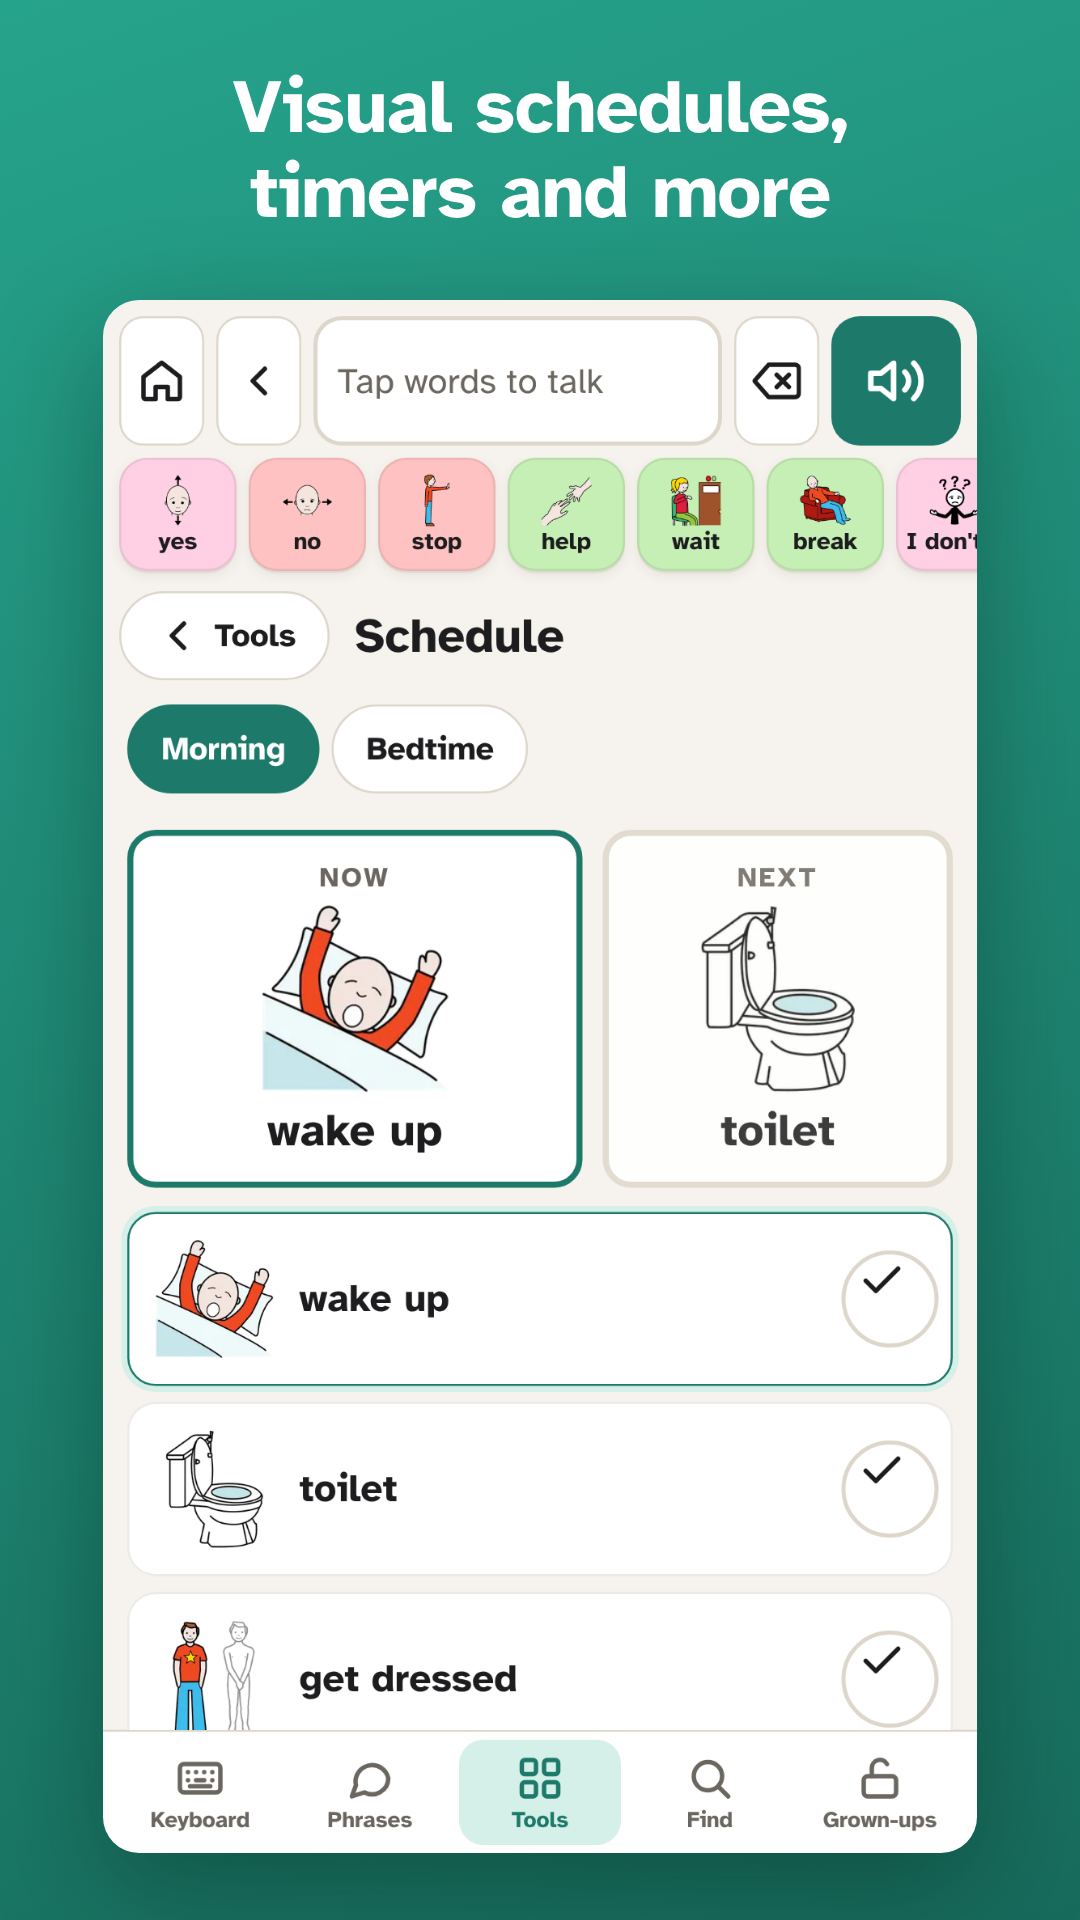 Visual schedules,
timers and more
Tap words to talk
yes
no
stop
help
wait
break
I don't
Tools
Schedule
Morning
Bedtime
NOW
wake up
NEXT
toilet
wake up
toilet
get dressed
Keyboard
Phrases
Tools
Find
Grown-ups